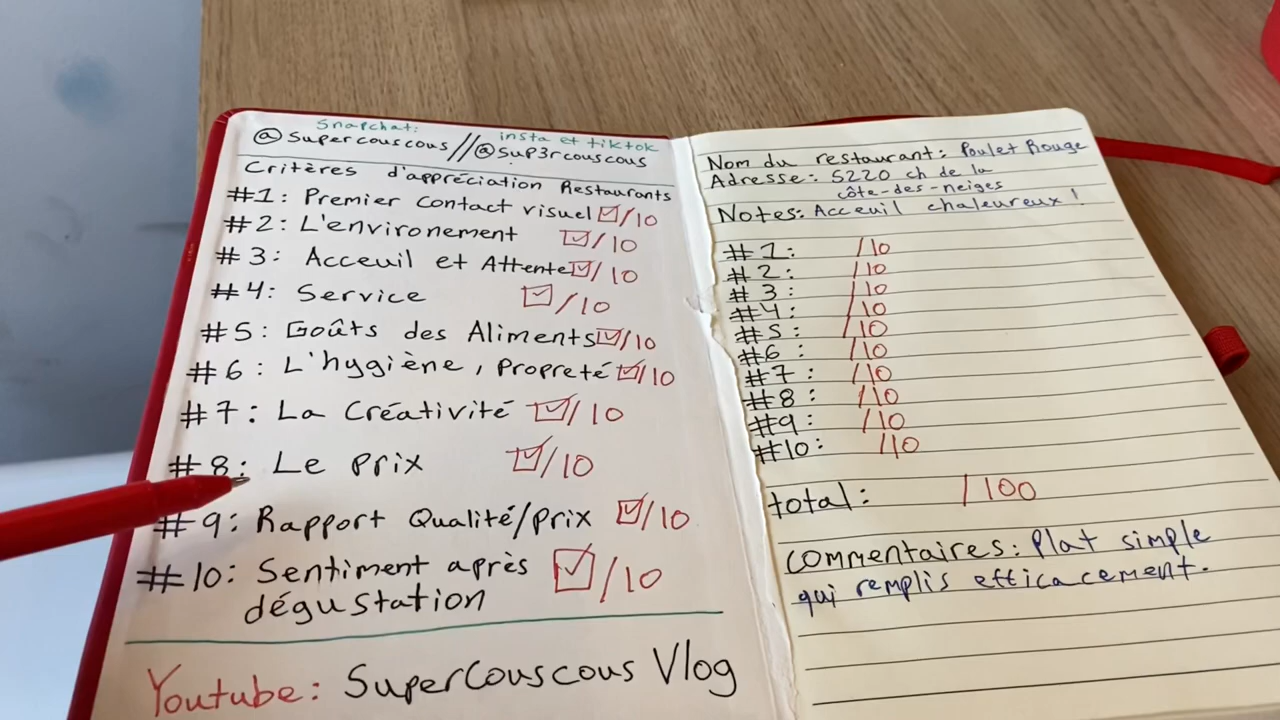 Snapchat: insta et tiktok
@supercouscous//@sup3rcouscous
Critères d'appréciation Restaurants
#1: Premier contact visuel ☑/10
#2: L'environement ☑/10
#3: Acceuil et Attente ☑/10
#4: Service ☑/10
#5: Goûts des Aliments ☑/10
#6: L'hygiène, Propreté ☑/10
#7: La Créativité ☑/10
#8: Le prix ☑/10
#9: Rapport Qualité/prix ☑/10
#10: Sentiment après ☑/10
dégustation
Youtube: SuperCouscous Vlog
Nom du restaurant: Poulet Rouge
Adresse: 5220 ch de la
côte-des-neiges
Notes: Acceuil chaleureux!
#1: /10
#2: /10
#3: /10
#4: /10
#5: /10
#6: /10
#7: /10
#8: /10
#9: /10
#10: /10
total: /100
Commentaires: Plat simple
qui remplis efficacement.